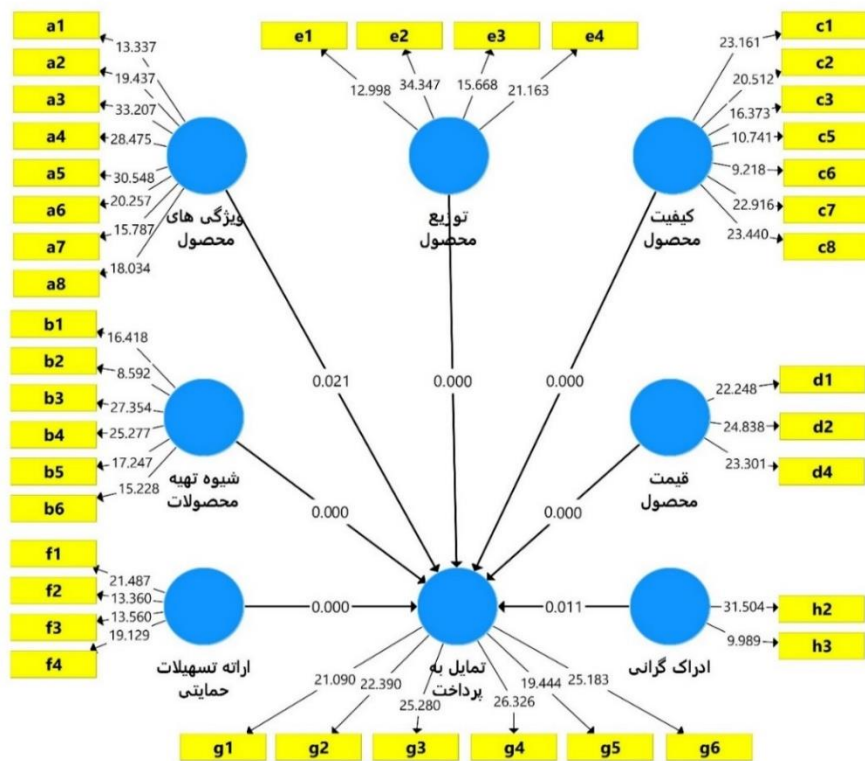 a1
a2
a3
a4
a5
a6
a7
a8
13.337
19.437
33.207
28.475
30.548
20.257
15.787
18.034
ویژگی های
محصول
e1
e2
e3
e4
12.998
34.347
15.668
21.163
توزیع
محصول
c1
c2
c3
c5
c6
c7
c8
23.161
20.512
16.373
10.741
9.218
22.916
23.440
کیفیت
محصول
0.021
0.000
0.000
b1
b2
b3
b4
b5
b6
16.418
8.592
27.354
25.277
17.247
15.228
شیوه تهیه
محصولات
0.000
d1
d2
d4
22.248
24.838
23.301
قیمت
محصول
0.000
f1
f2
f3
f4
21.487
13.360
13.560
19.129
اراته تسهیلات
حمایتی
0.000
تمایل به
پرداخت
0.011
ادراک گرانی
31.504
9.989
h2
h3
21.090
22.390
25.280
26.326
19.444
25.183
g1
g2
g3
g4
g5
g6